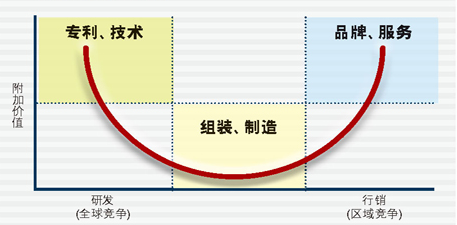 专利、技术
品牌、服务
组装、制造
附加价值
研发
(全球竞争)
行销
(区域竞争)